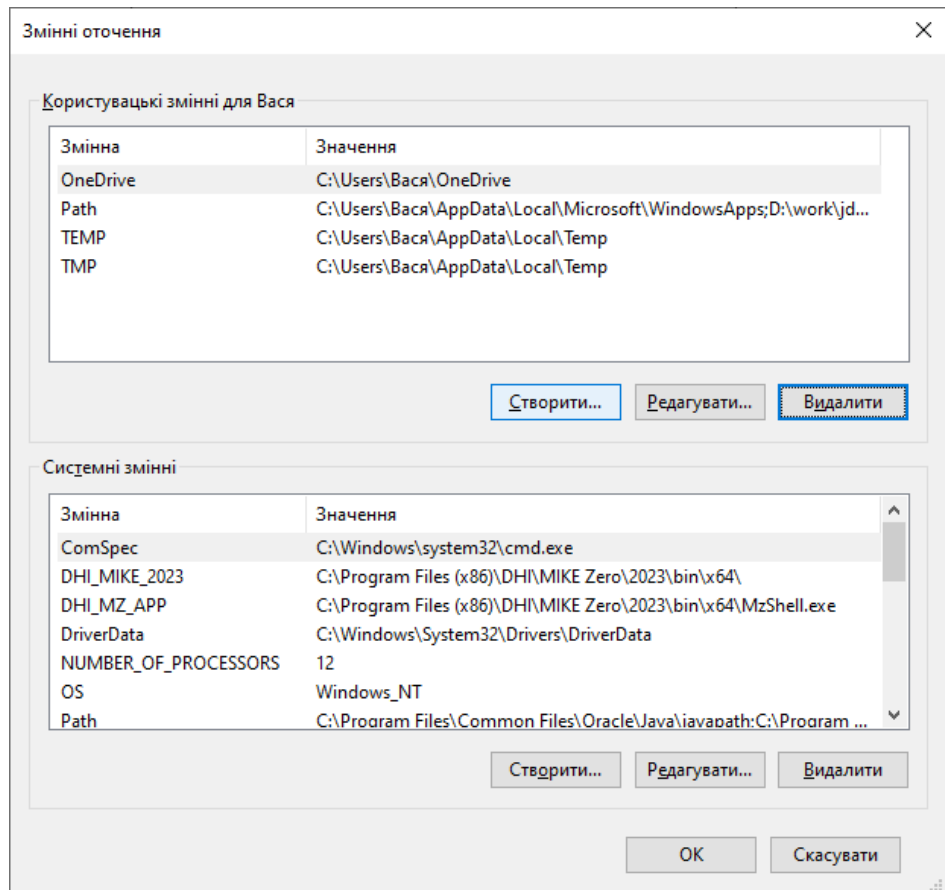 Змінні оточення
Користувацькі змінні для Вася
Змінна Значення
OneDrive C:\Users\Вася\OneDrive
Path C:\Users\Вася\AppData\Local\Microsoft\WindowsApps;D:\work\jd...
TEMP C:\Users\Вася\AppData\Local\Temp
TMP C:\Users\Вася\AppData\Local\Temp
Створити... Редагувати... Видалити
Системні змінні
Змінна Значення
ComSpec C:\Windows\system32\cmd.exe
DHI_MIKE_2023 C:\Program Files (x86)\DHI\MIKE Zero\2023\bin\x64\
DHI_MZ_APP C:\Program Files (x86)\DHI\MIKE Zero\2023\bin\x64\MzShell.exe
DriverData C:\Windows\System32\Drivers\DriverData
NUMBER_OF_PROCESSORS 12
OS Windows_NT
Path C:\Program Files\Common Files\Oracle\Java\javapath;C:\Program ...
Створити... Редагувати... Видалити
ОК Скасувати